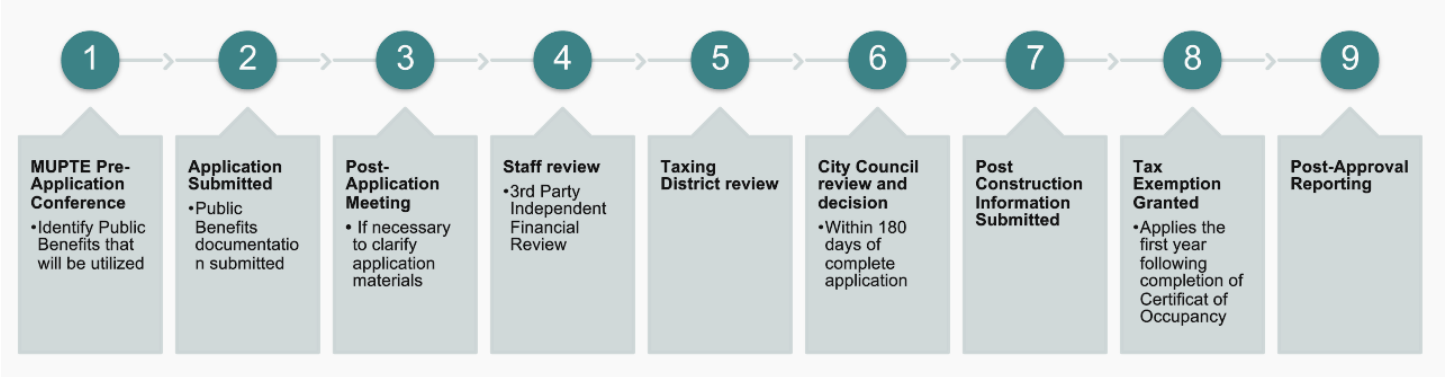 1
2
3
4
5
6
7
8
9
MUPTE Pre-
Application
Conference
•Identify Public
Benefits that
will be utilized
Application
Submitted
•Public
Benefits
documentatio
n submitted
Post-
Application
Meeting
• If necessary
to clarify
application
materials
Staff review
•3rd Party
Independent
Financial
Review
Taxing
District review
City Council
review and
decision
•Within 180
days of
complete
application
Post
Construction
Information
Submitted
Tax
Exemption
Granted
•Applies the
first year
following
completion of
Certificat of
Occupancy
Post-Approval
Reporting